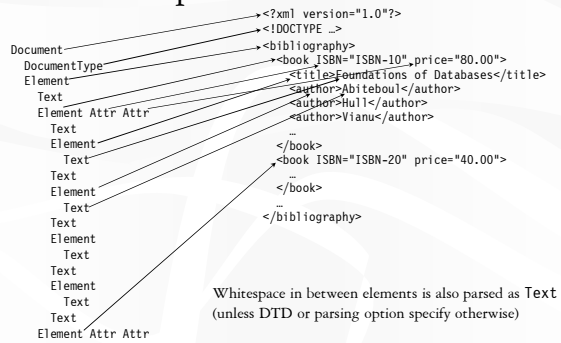 Document
DocumentType
Element
Text
Element Attr Attr
Text
Element
Text
Text
Element
Text
Text
Element
Text
Text
Element
Text
Text
Element Attr Attr
<?xml version="1.0"?>
<!DOCTYPE …>
<bibliography>
<book ISBN="ISBN-10" price="80.00">
<title>Foundations of Databases</title>
<author>Abiteboul</author>
<author>Hull</author>
<author>Vianu</author>
…
</book>
<book ISBN="ISBN-20" price="40.00">
…
</book>
…
</bibliography>
Whitespace in between elements is also parsed as Text
(unless DTD or parsing option specify otherwise)